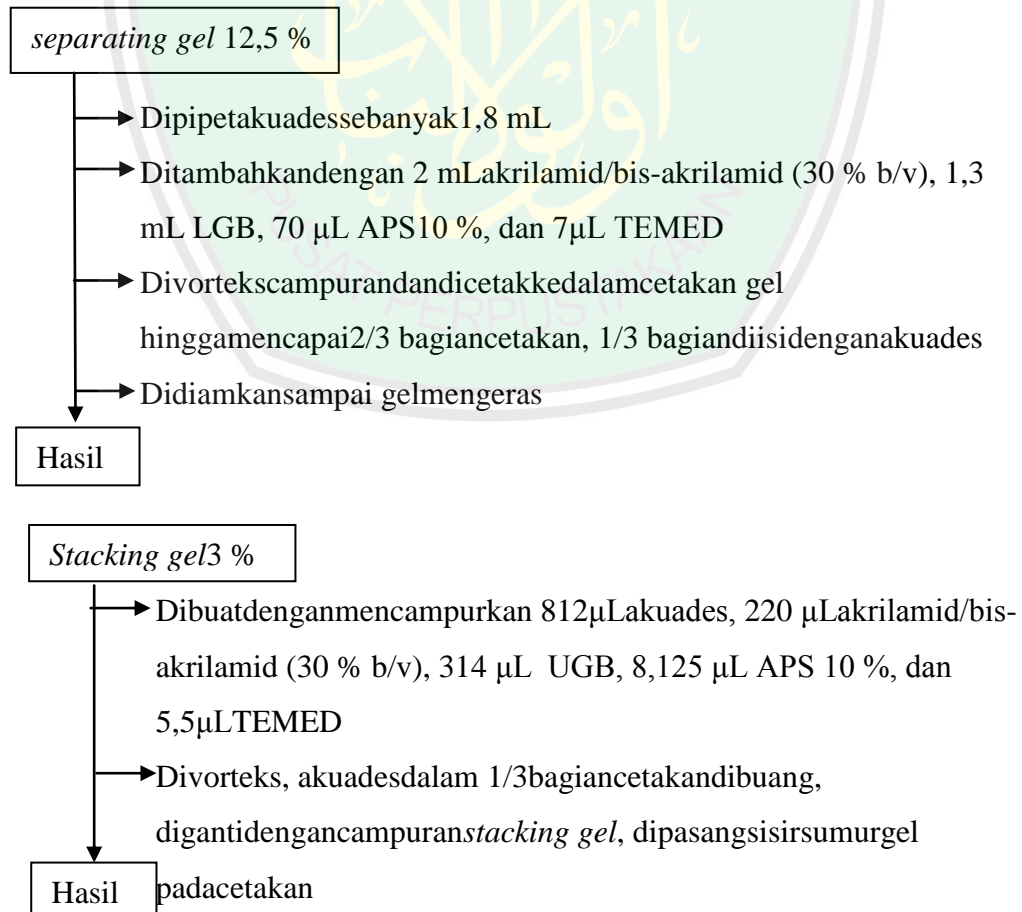 separating gel 12,5 %
Dipipetakuadessebanyak1,8 mL
Ditambahkandengan 2 mLakrilamid/bis-akrilamid (30 % b/v), 1,3
mL LGB, 70 μL APS10 %, dan 7μL TEMED
Divortekscampurandandicetakkedalamcetakan gel
hinggamencapai2/3 bagiancetakan, 1/3 bagiandiisidenganakuades
Didiamkansampai gelmengeras
Hasil
PUSAT PERPUSTAKAAN
Stacking gel3 %
Dibuatdenganmencampurkan 812μLakuades, 220 μLakrilamid/bis-
akrilamid (30 % b/v), 314 μL UGB, 8,125 μL APS 10 %, dan
5,5μLTEMED
Divorteks, akuadesdalam 1/3bagiancetakandibuang,
digantidengancampuranstacking gel, dipasangsisirsumurgel
padacetakan
Hasil